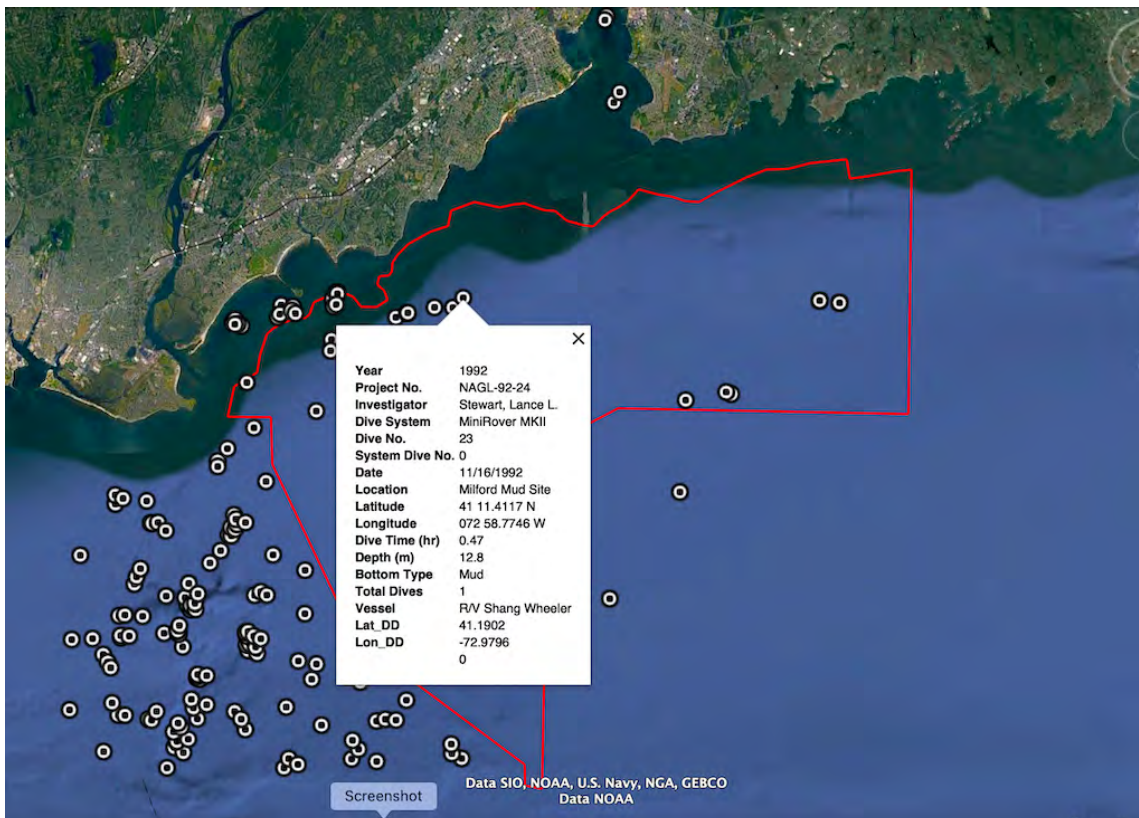 Year 1992
Project No. NAGL-92-24
Investigator Stewart, Lance L.
Dive System MiniRover MKII
Dive No. 23
System Dive No. 0
Date 11/16/1992
Location Milford Mud Site
Latitude 41 11.4117 N
Longitude 072 58.7746 W
Dive Time (hr) 0.47
Depth (m) 12.8
Bottom Type Mud
Total Dives 1
Vessel R/V Shang Wheeler
Lat_DD 41.1902
Lon_DD -72.9796
0
Data SIO, NOAA, U.S. Navy, NGA, GEBCO
Data NOAA
Screenshot